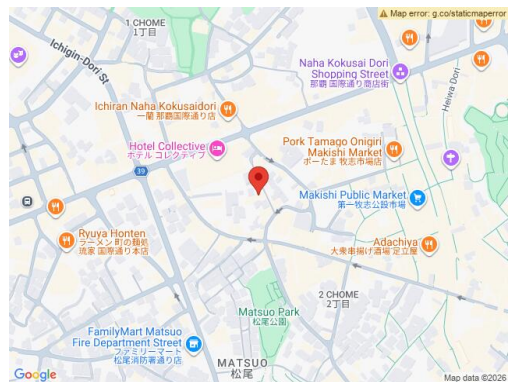 Map error: g.co/staticmaperror
1 CHOME
1丁目
Ichigin-Dori St
Naha Kokusai Dori
Shopping Street
那覇 国際通り商店街
Heiwa Dori
Ichiran Naha Kokusaidori
一蘭 那覇国際通り店
Hotel Collective
ホテル コレクティブ
Pork Tamago Onigiri
Makishi Market
ポーたま 牧志市場店
39
Makishi Public Market
第一牧志公設市場
Ryuya Honten
ラーメン 町の麺処
琉家 国際通り本店
Adachiya
大衆串揚げ酒場 足立屋
2 CHOME
2丁目
Matsuo Park
松尾公園
FamilyMart Matsuo
Fire Department Street
ファミリーマート
松尾消防署通り店
MATSUO
松尾
Google
Map data ©2026